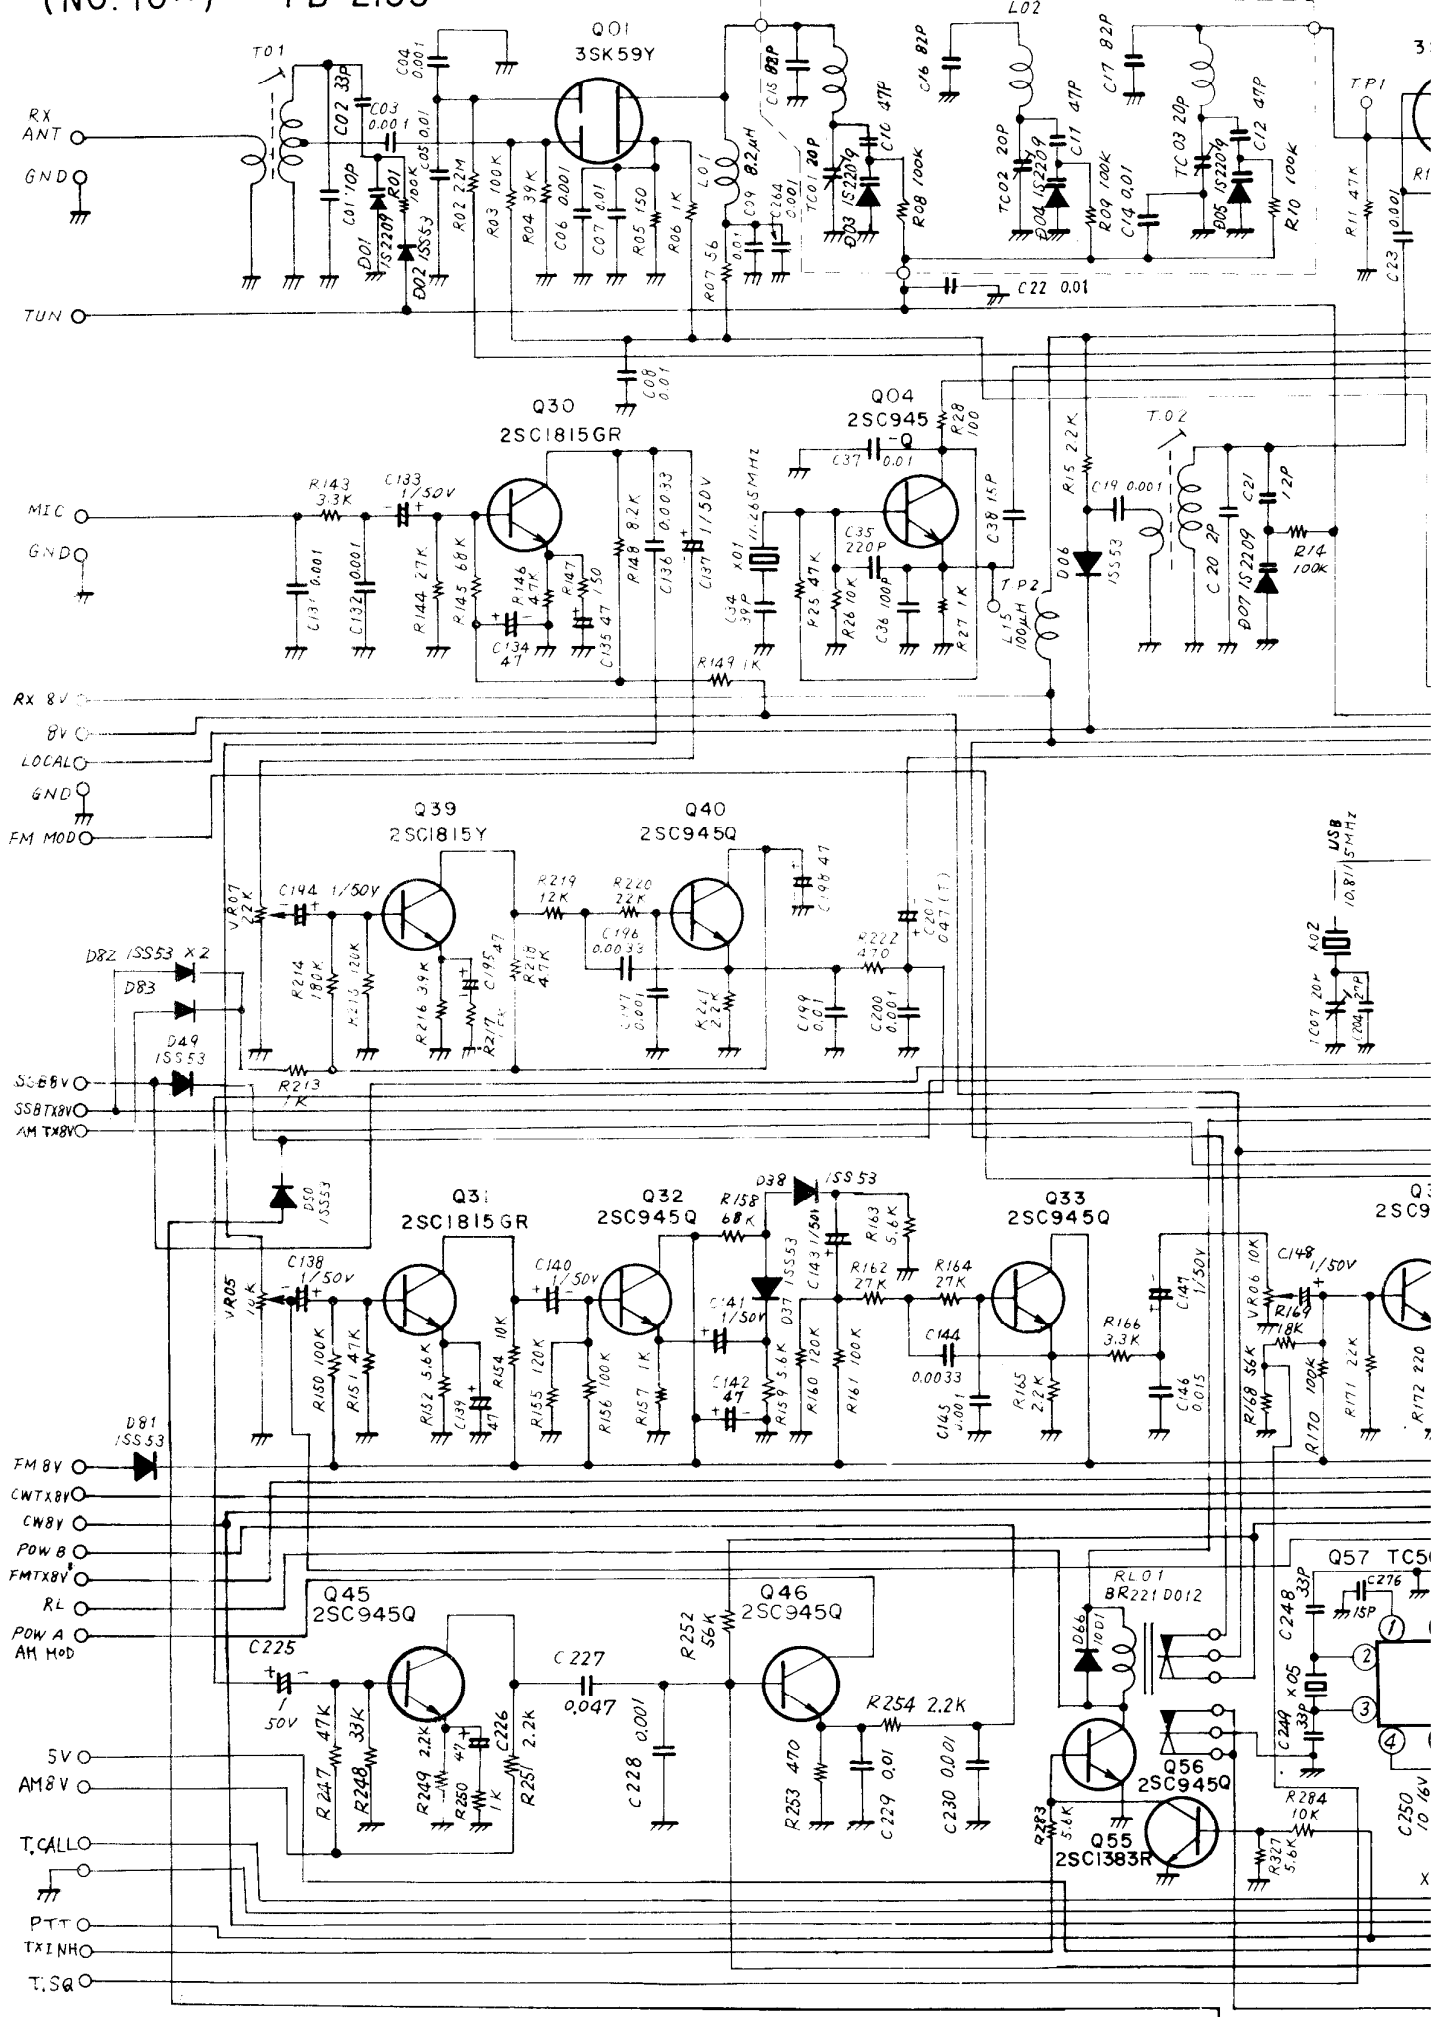 PB-2153
Q01
3SK59Y
T01
RX
ANT
GND
TUN
C02 33P
C03
0.001
C04
0.001
C05 0.01
C01 10P
D01
1S2209
R01
100K
D02 1SS53
R02 2.2M
R03 100K
R04 39K
C06 0.001
C07 0.01
R05 150
R06 1K
R07 56
L01
8.2μH
C09
0.01
C264
0.001
C08
0.01
C15 82P
TC01 20P
D03 1S2209
C10 47P
R08 100K
L02
C16 82P
TC02 20P
D04 1S2209
C11 47P
R09 100K
C14 0.01
C17 82P
TC03 20P
D05 1S2209
C12 47P
R10 100K
T.P1
R11 47K
C23 0.001
C22 0.01
Q30
2SC1815GR
MIC
GND
R143
3.3K
C133
1/50V
C131 0.001
C132 0.001
R144 27K
R145 68K
R146
4.7K
R147
150
C134
47
C135 47
R148 8.2K
C136 0.0033
C137 1/50V
R149 1K
Q04
2SC945
-Q
R28
100
C37 0.01
X01 11.265MHZ
C34
39P
R25 47K
R26 10K
C35
220P
C36 100P
R27 1K
C38 15P
T.P2
L15
100μH
R15 2.2K
D06
1SS53
C19 0.001
T.02
C20 2P
C21
12P
D07 1S2209
R14
100K
RX 8V
8V
LOCAL
GND
FM MOD
Q39
2SC1815Y
Q40
2SC945Q
VR07
22K
C194 1/50V
D82 1SS53 X2
D83
D49
1SS53
R214
180K
120K
R216 3.9K
C195 47
R217
R218
4.7K
R219
12K
R220
22K
C196
0.0033
C197
0.001
R221
2.2K
C198 47
C199
0.01
R222
470
C200
0.001
C201
0.47(T)
R213
1K
USB
10.8115MHz
X02
TC07 20P
C204 27P
SSB8V
SSBTX8V
AM TX8V
D50
1SS53
Q31
2SC1815GR
Q32
2SC945Q
Q33
2SC945Q
2SC9
VR05
10K
C138
1/50V
R150 100K
R151 47K
R152 5.6K
C139
47
R154 10K
C140
1/50V
R155 120K
R156 100K
R157 1K
C141
1/50V
C142
47
R158
68K
D38 1SS53
D37 1SS53
R159 5.6K
R160 120K
R161 100K
C143 1/50V
R163
5.6K
R162
27K
R164
27K
C144
0.0033
C145
0.001
R165
2.2K
R166
3.3K
C147
1/50V
C146
0.015
VR06 10K
C148
1/50V
R169
18K
R168 56K
R170 100K
R171 22K
R172 220
D81
1SS53
FM 8V
CWTX8V
CW8V
POW B
FMTX8V
RL
POW A
AM MOD
Q45
2SC945Q
Q46
2SC945Q
C225
1
50V
R247 47K
R248 33K
R249 2.2K
47
R250
1K
C226
R251 2.2K
C227
0.047
C228 0.001
R252
56K
R253 470
R254 2.2K
C229 0.01
C230 0.001
RL01
BR221D012
D66
10D1
Q56
2SC945Q
Q55
2SC1383R
R283
5.6K
R284
10K
R327
5.6K
Q57 TC50
C276
15P
C248 33P
X05
C249
33P
1
2
3
4
C250
10 16V
5V
AM8V
T.CALL
PTT
TXINH
T.SQ